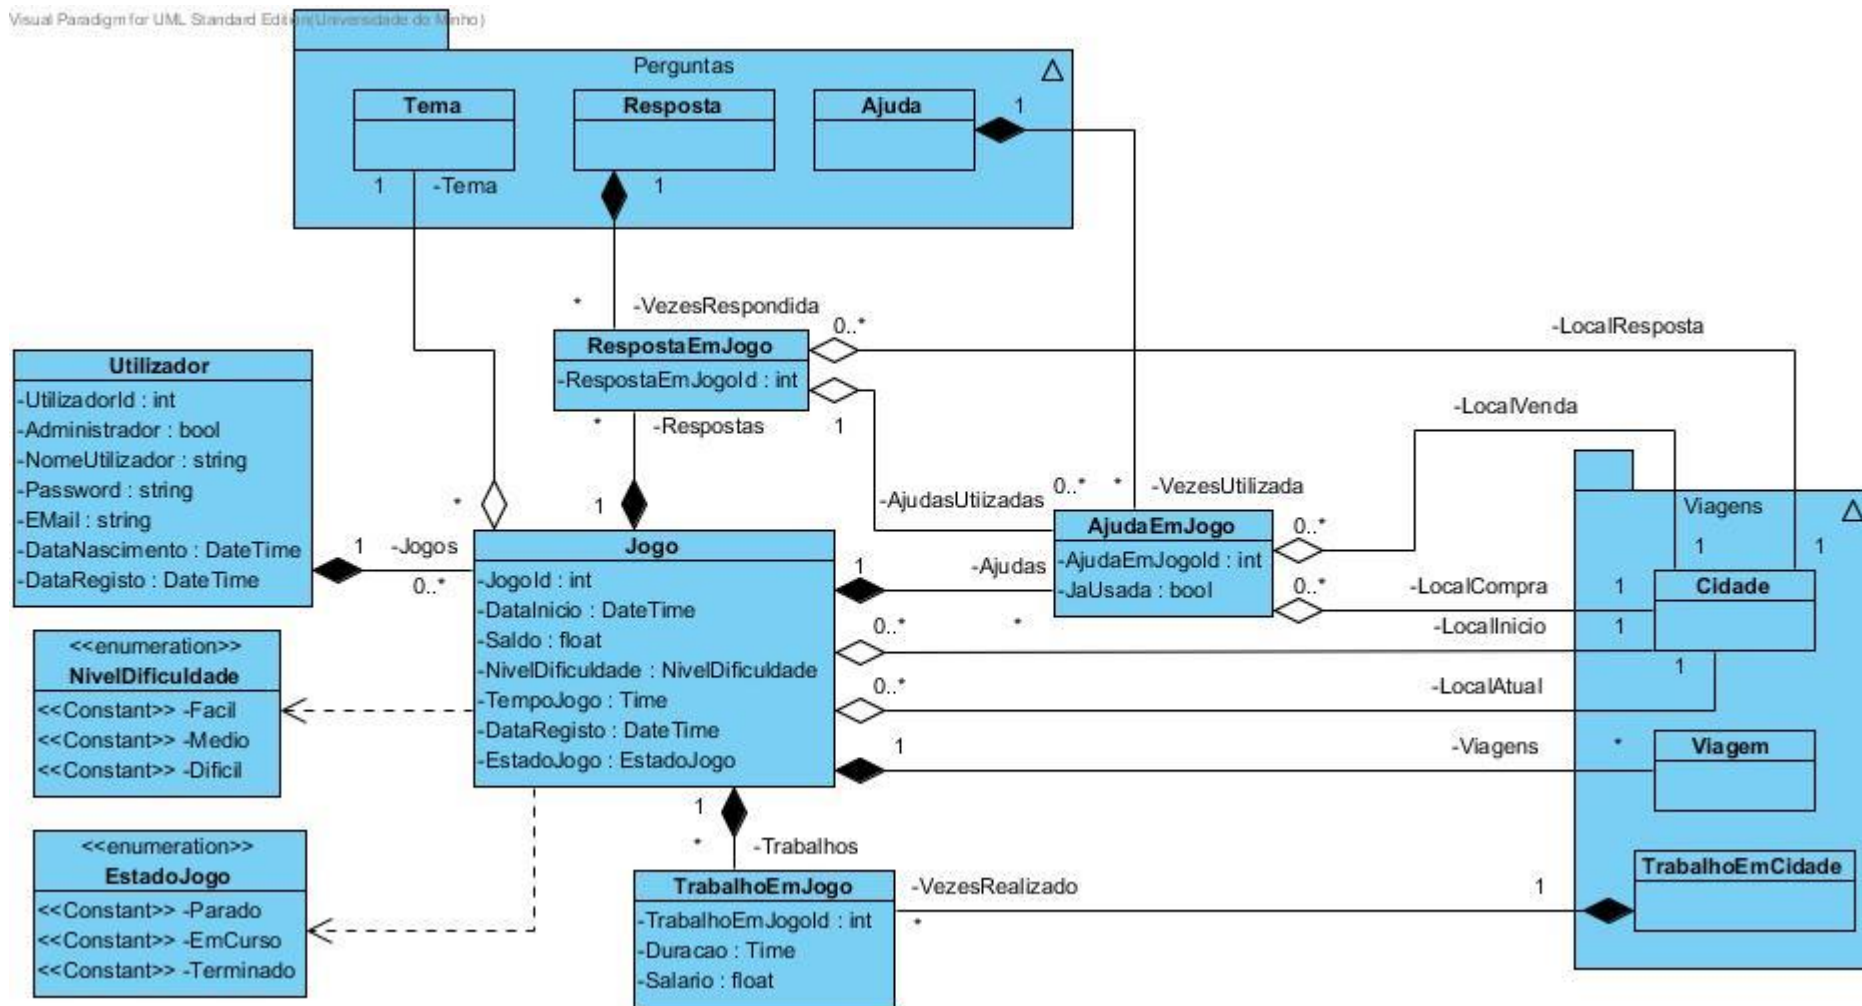 Visual Paradigm for UML Standard Edition(Universidade do Minho)
Perguntas
Tema
Resposta
Ajuda
1
1
-Tema
1
*
-VezesRespondida
0..*
-LocalResposta
RespostaEmJogo
-RespostaEmJogoId : int
*
-Respostas
1
-LocalVenda
Utilizador
-UtilizadorId : int
-Administrador : bool
-NomeUtilizador : string
-Password : string
-EMail : string
-DataNascimento : DateTime
-DataRegisto : DateTime
*
1
-AjudasUtiizadas
0..*
*
-VezesUtilizada
Viagens
1
-Jogos
0..*
Jogo
-JogoId : int
-DataInicio : DateTime
-Saldo : float
-NivelDificuldade : NivelDificuldade
-TempoJogo : Time
-DataRegisto : DateTime
-EstadoJogo : EstadoJogo
AjudaEmJogo
-AjudaEmJogoId : int
-JaUsada : bool
0..*
1
1
1
-Ajudas
*
0..*
-LocalCompra
1
Cidade
0..*
-LocalInicio
1
0..*
-LocalAtual
1
<<enumeration>>
NivelDificuldade
<<Constant>> -Facil
<<Constant>> -Medio
<<Constant>> -Dificil
1
-Viagens
*
Viagem
<<enumeration>>
EstadoJogo
<<Constant>> -Parado
<<Constant>> -EmCurso
<<Constant>> -Terminado
1
*
-Trabalhos
TrabalhoEmJogo
-TrabalhoEmJogoId : int
-Duracao : Time
-Salario : float
-VezesRealizado
*
1
TrabalhoEmCidade